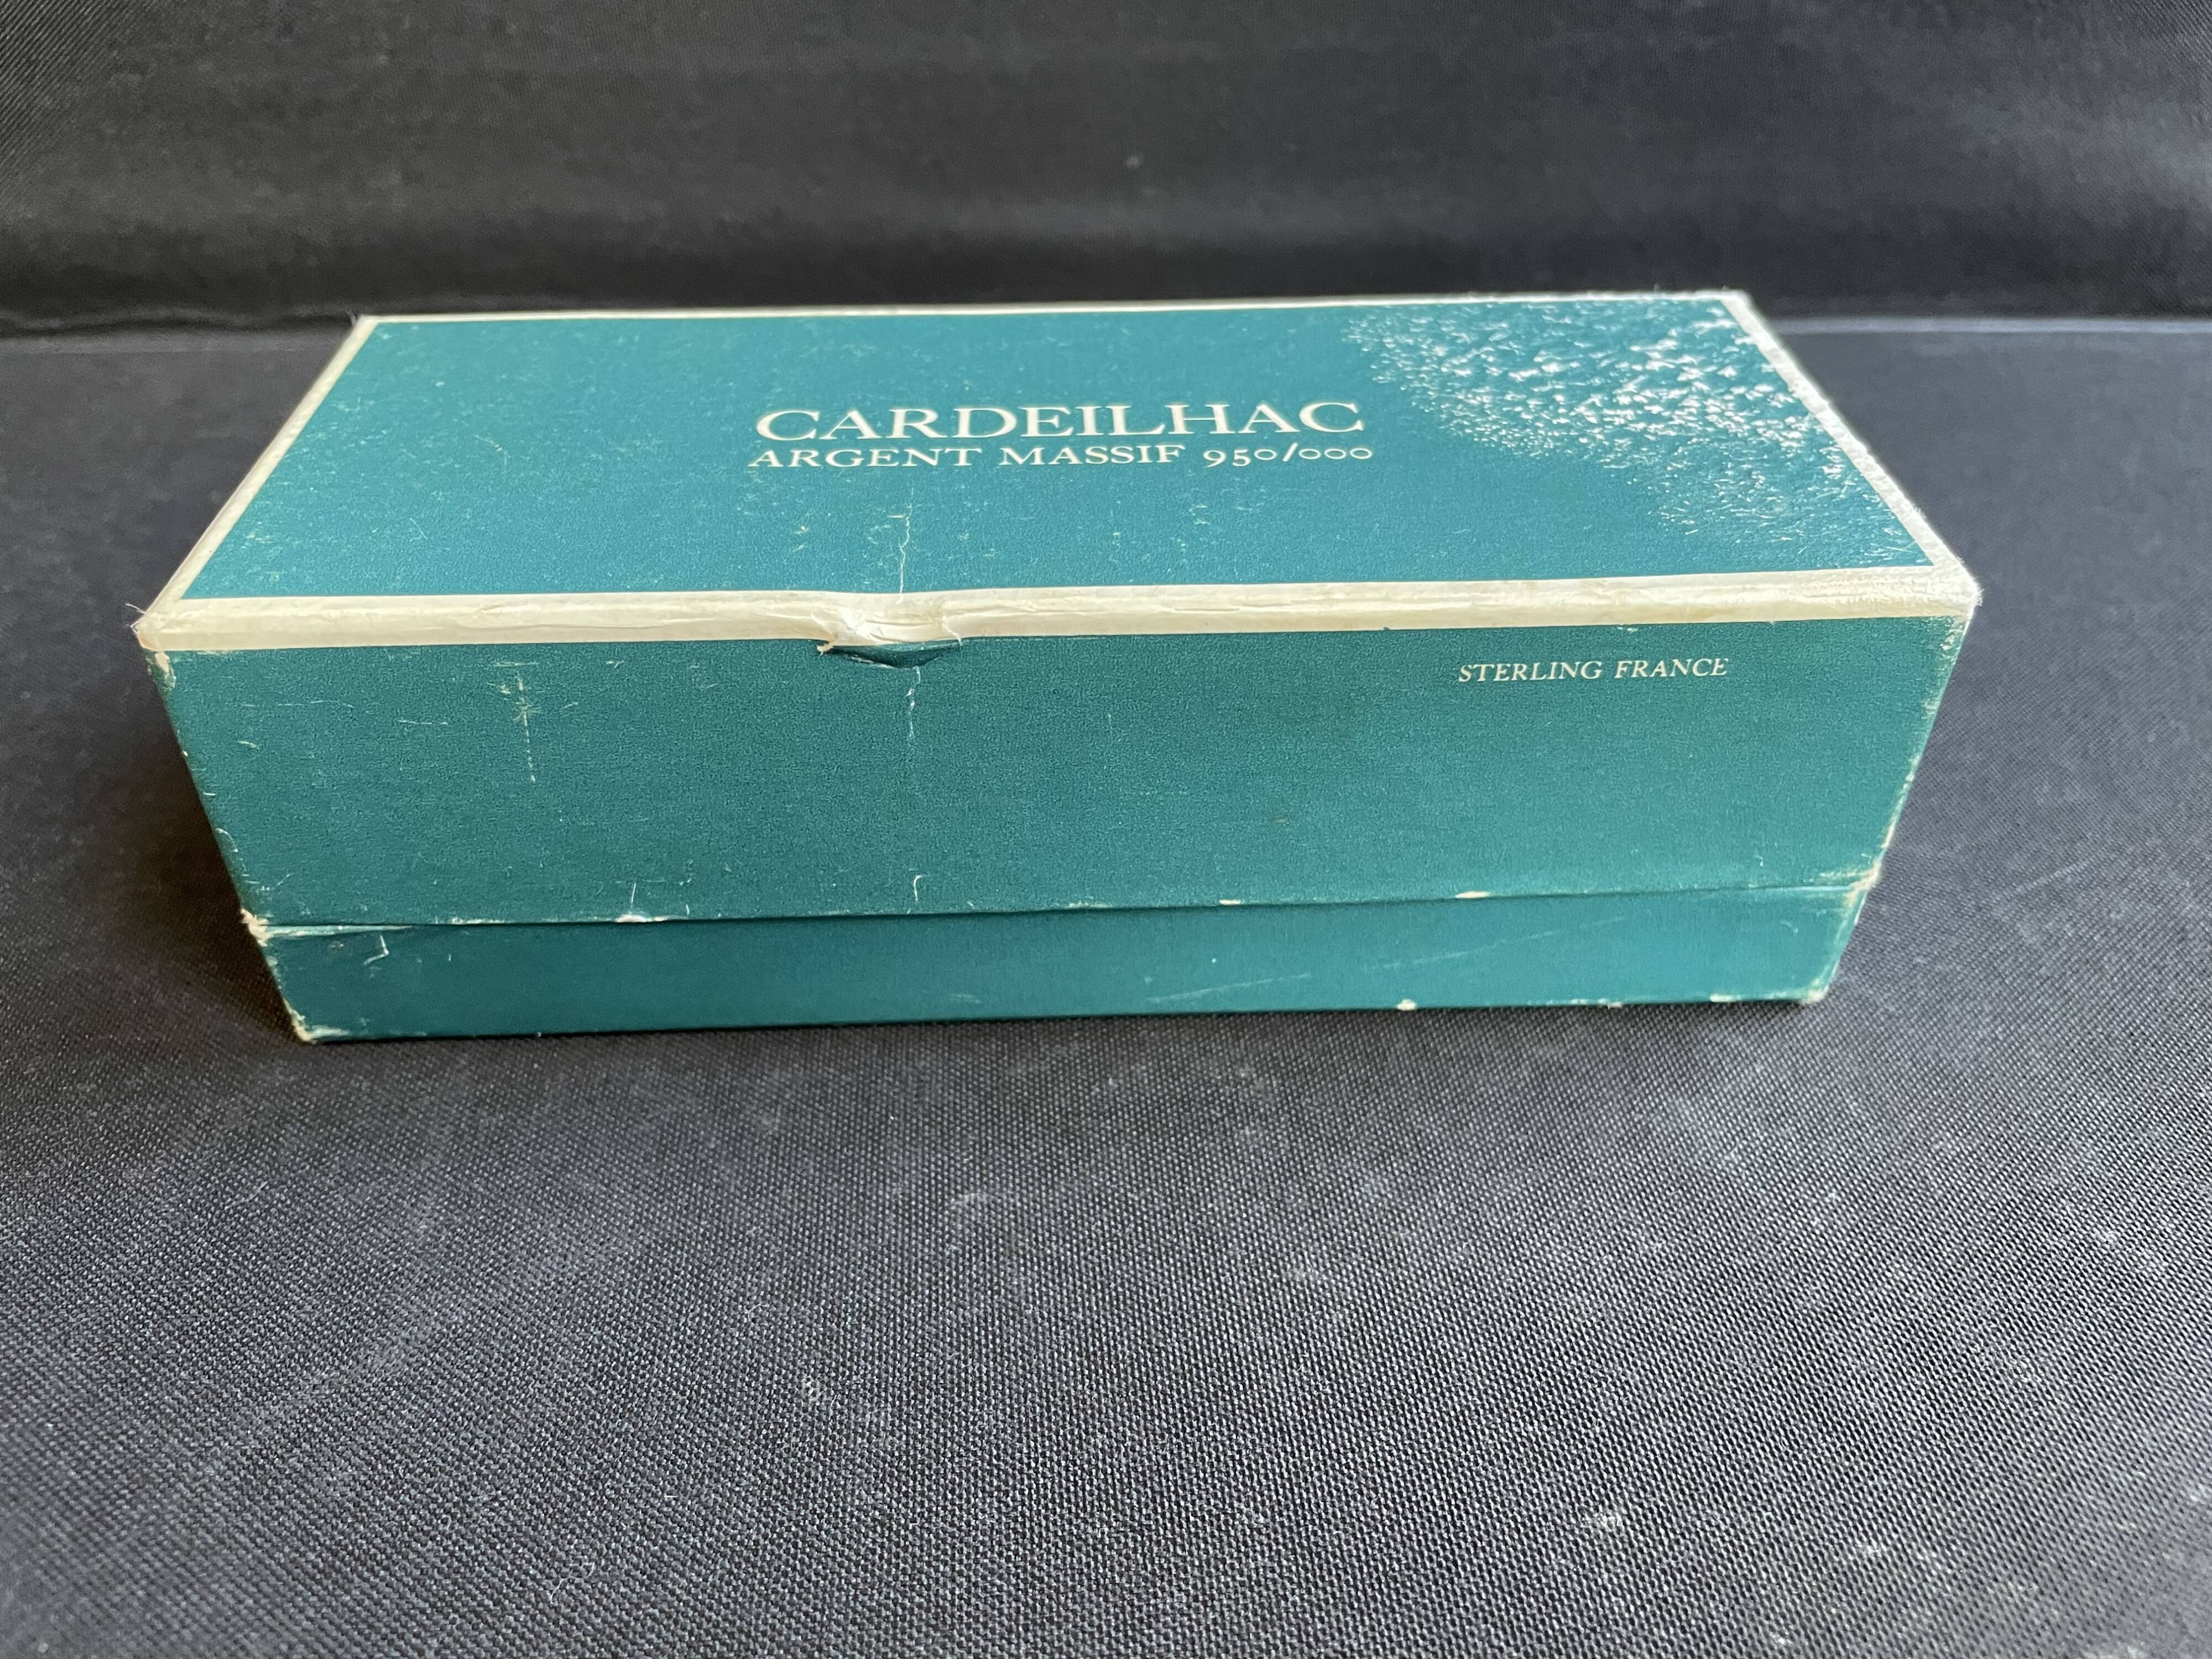 CARDEILHAC
ARGENT MASSIF 950/000
STERLING FRANCE